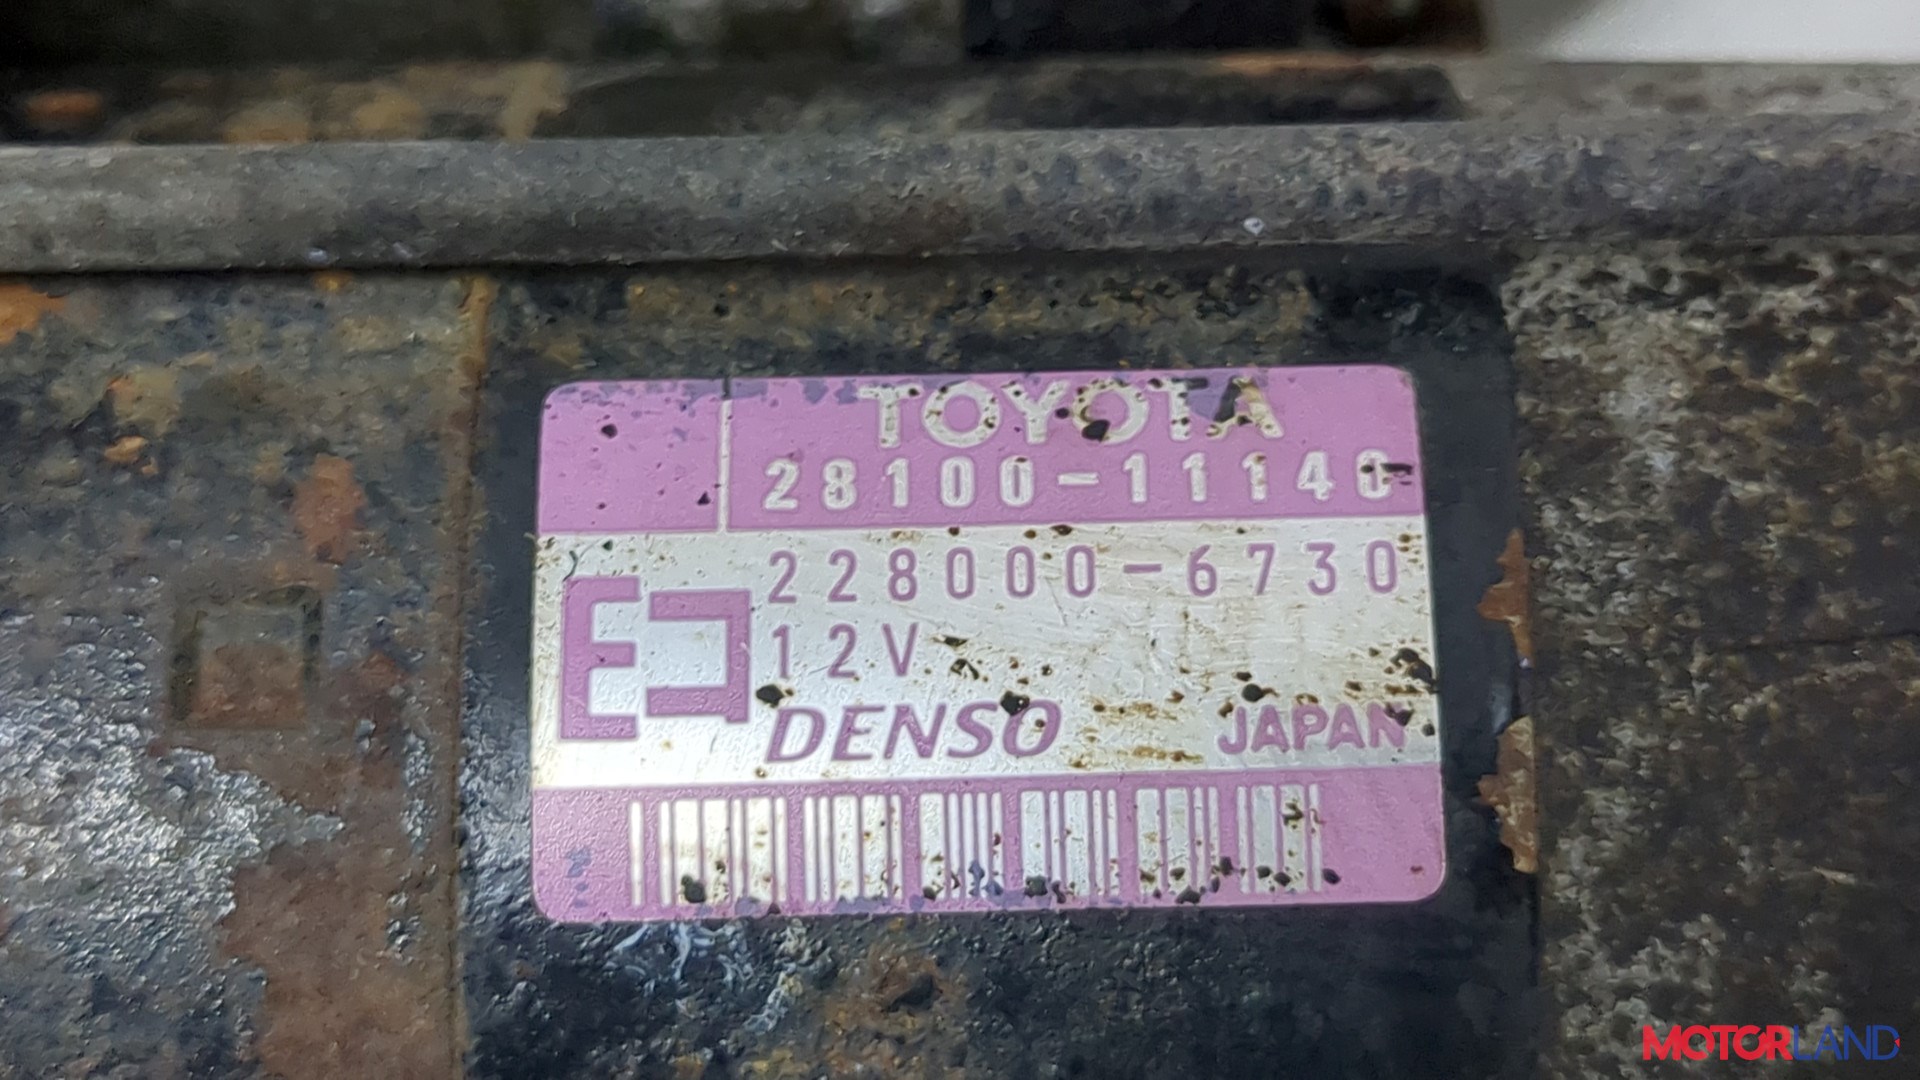 TOYOTA
28100-11140
228000-6730
12V
DENSO JAPAN
MOTORLAND